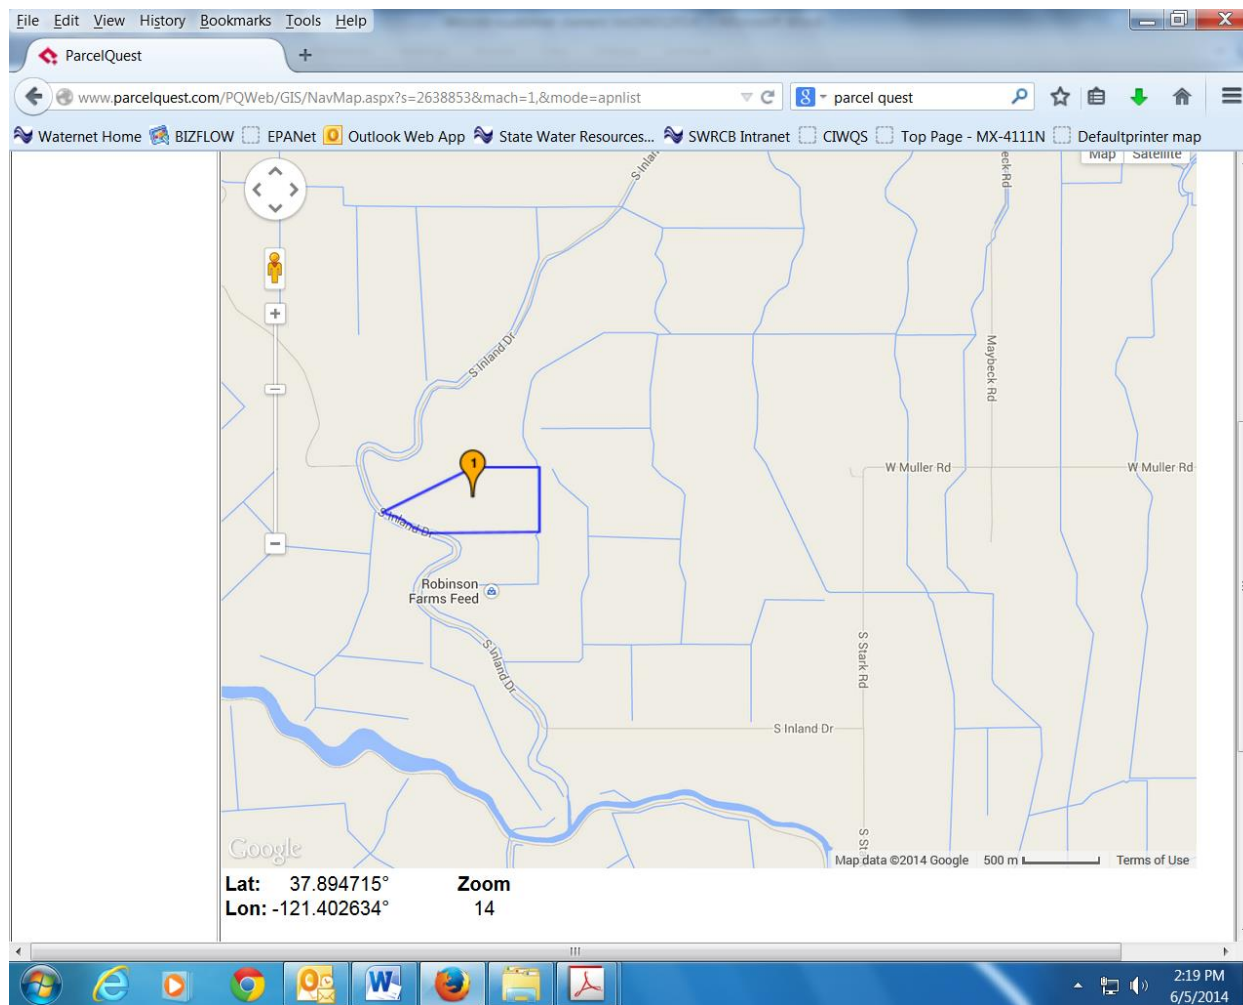 File Edit View History Bookmarks Tools Help
ParcelQuest
www.parcelquest.com/PQWeb/GIS/NavMap.aspx?s=2638853&mach=1,&mode=apnlist
parcel quest
Waternet Home BIZFLOW EPANet Outlook Web App State Water Resources... SWRCB Intranet CIWQS Top Page - MX-4111N Defaultprinter map
Map Satellite
S Inlan
eck Rd
S Inland Dr
Maybeck Rd
1
W Muller Rd
W Muller Rd
S Inland Dr
Robinson
Farms Feed
S Inland Dr
S Stark Rd
S Inland Dr
S Sta
Google
Map data ©2014 Google 500 m Terms of Use
Lat: 37.894715° Zoom
Lon: -121.402634° 14
2:19 PM
6/5/2014